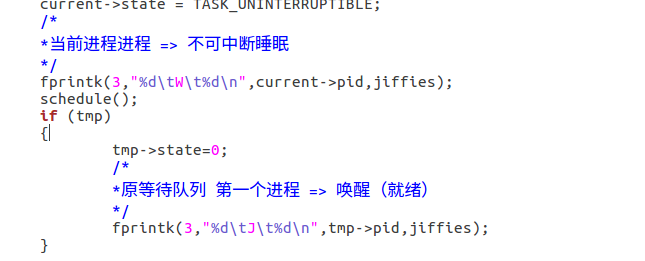 current->state = TASK_UNINTERRUPTIBLE;
/*
*当前进程进程 => 不可中断睡眠
*/
fprintk(3,"%d\tW\t%d\n",current->pid,jiffies);
schedule();
if (tmp)
{
tmp->state=0;
/*
*原等待队列 第一个进程 => 唤醒（就绪）
*/
fprintk(3,"%d\tJ\t%d\n",tmp->pid,jiffies);
}